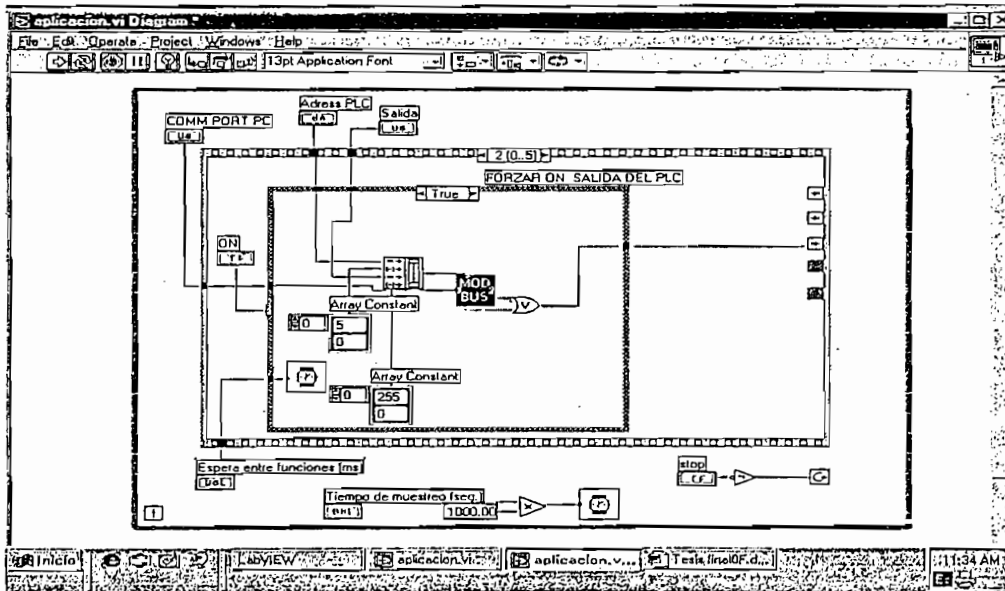 aplicacion.vi Diagram *
File Edit Operate Project Windows Help
13pt Application Font
Adress PLC
COMM PORT PC
Salida
2 [0..5]
FORZAR ON SALIDA DEL PLC
True
ON
MOD
BUS
Array Constant
0
5
0
Array Constant
0
255
0
Espera entre funciones [ms]
stop
Tiempo de muestreo [seg.]
1000.00
Inicio
LabVIEW
aplicacion.vi
aplicacion.v...
Tesis final0F.d...
11:34 AM